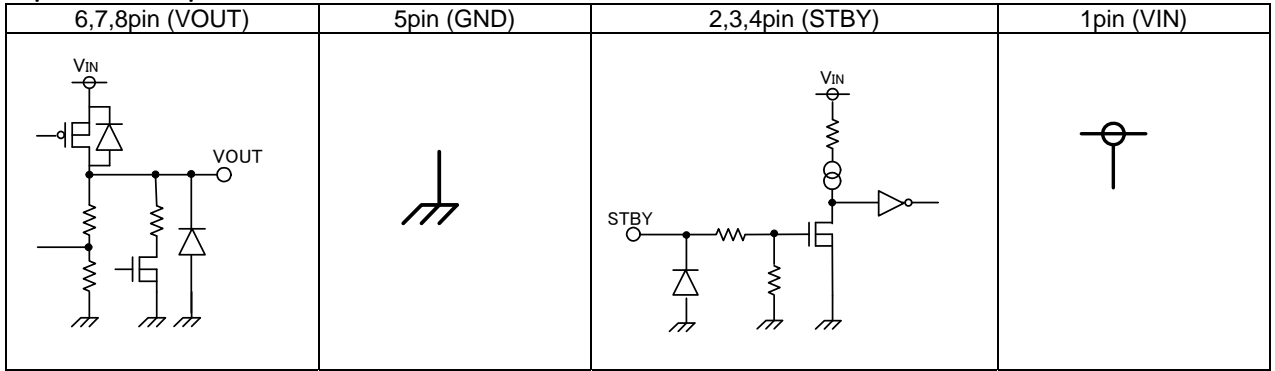 6,7,8pin (VOUT) 5pin (GND) 2,3,4pin (STBY) 1pin (VIN)
VIN
VOUT
VIN
STBY